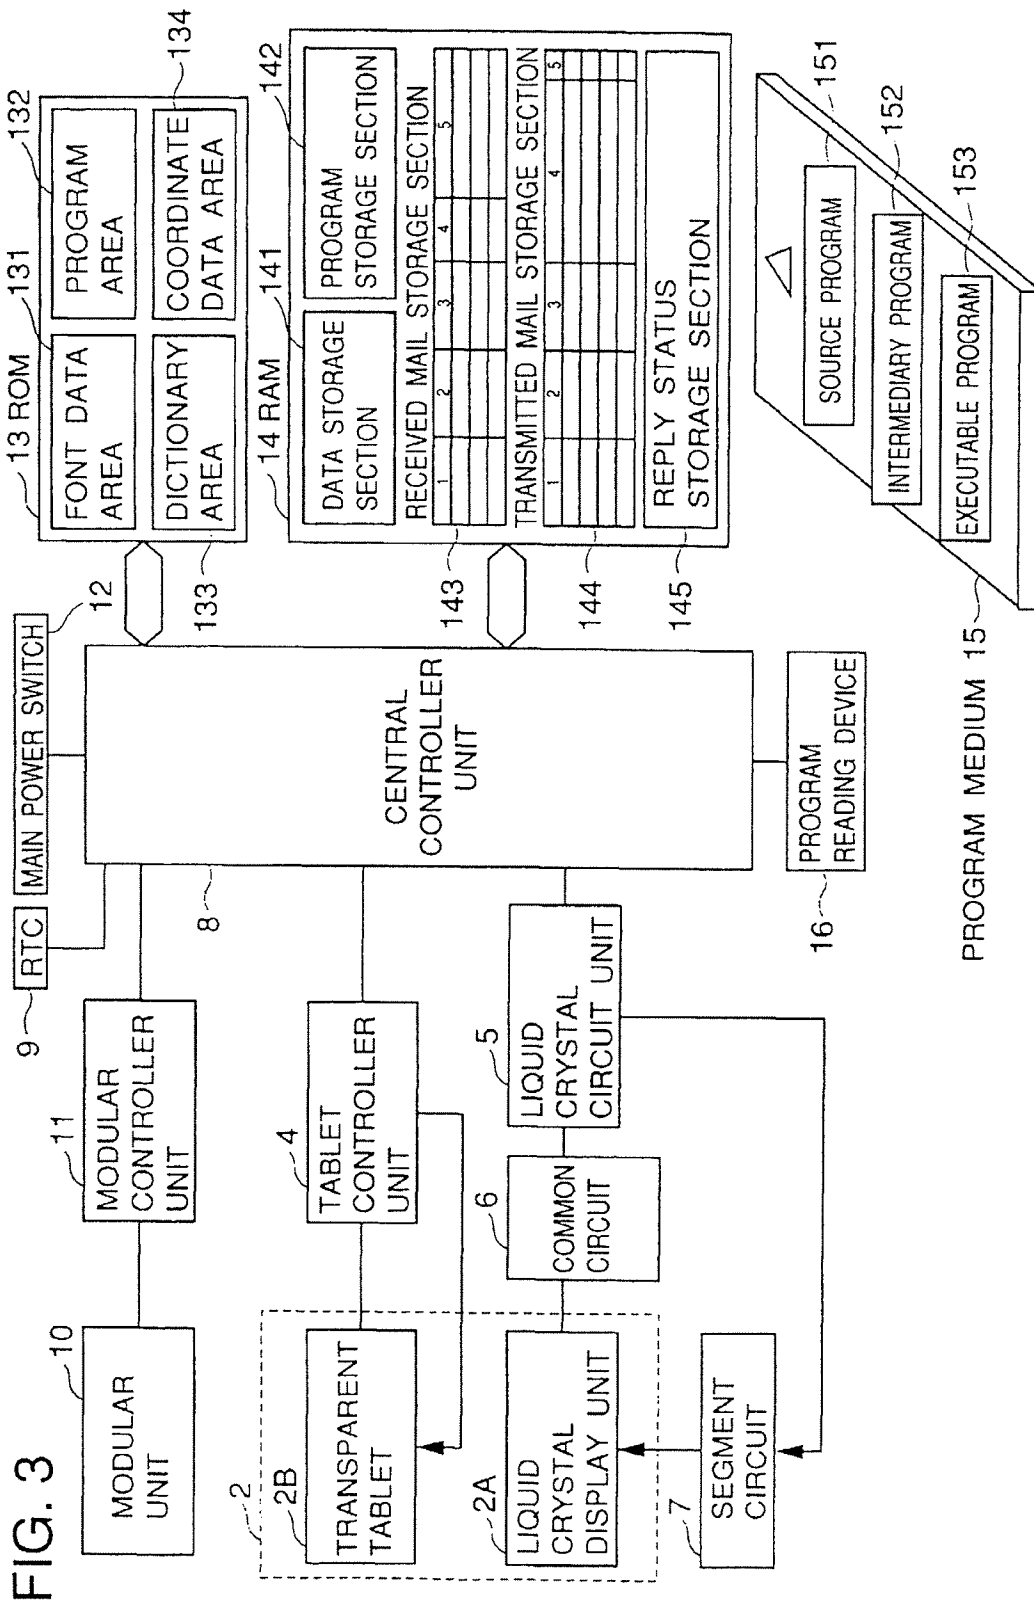 FIG. 3
10
MODULAR
UNIT
11
MODULAR
CONTROLLER
UNIT
9
RTC
MAIN POWER SWITCH
12
2
2B
TRANSPARENT
TABLET
4
TABLET
CONTROLLER
UNIT
2A
LIQUID
CRYSTAL
DISPLAY UNIT
6
COMMON
CIRCUIT
5
LIQUID
CRYSTAL
CIRCUIT UNIT
7
SEGMENT
CIRCUIT
8
CENTRAL
CONTROLLER
UNIT
16
PROGRAM
READING DEVICE
13 ROM
131
132
FONT DATA
AREA
PROGRAM
AREA
133
134
DICTIONARY
AREA
COORDINATE
DATA AREA
14 RAM
141
142
DATA STORAGE
SECTION
PROGRAM
STORAGE SECTION
RECEIVED MAIL STORAGE SECTION
1 2 3 4 5
143
TRANSMITTED MAIL STORAGE SECTION
1 2 3 4 5
144
REPLY STATUS
STORAGE SECTION
145
PROGRAM MEDIUM 15
SOURCE PROGRAM
151
INTERMEDIARY PROGRAM
152
EXECUTABLE PROGRAM
153